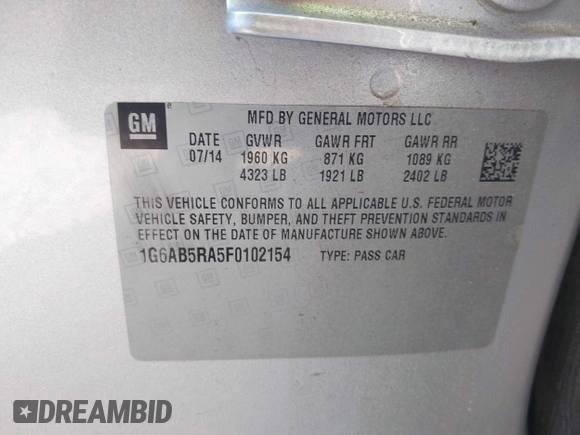 GM
MFD BY GENERAL MOTORS LLC
DATE GVWR GAWR FRT GAWR RR
07/14 1960 KG 871 KG 1089 KG
4323 LB 1921 LB 2402 LB
THIS VEHICLE CONFORMS TO ALL APPLICABLE U.S. FEDERAL MOTOR
VEHICLE SAFETY, BUMPER, AND THEFT PREVENTION STANDARDS IN
EFFECT ON THE DATE OF MANUFACTURE SHOWN ABOVE.
1G6AB5RA5F0102154 TYPE: PASS CAR
DREAMBID